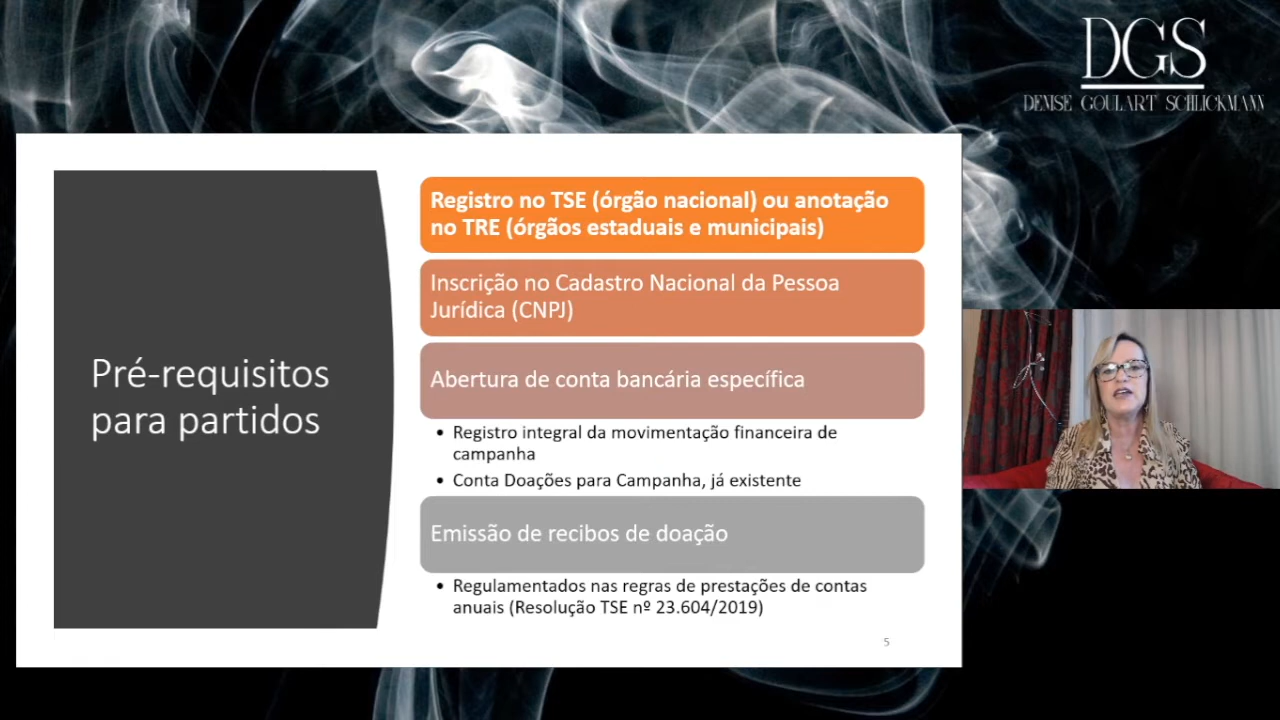 DGS
DENISE GOULART SCHLICKMANN
Pré-requisitos
para partidos
Registro no TSE (órgão nacional) ou anotação
no TRE (órgãos estaduais e municipais)
Inscrição no Cadastro Nacional da Pessoa
Jurídica (CNPJ)
Abertura de conta bancária específica
• Registro integral da movimentação financeira de
campanha
• Conta Doações para Campanha, já existente
Emissão de recibos de doação
• Regulamentados nas regras de prestações de contas
anuais (Resolução TSE nº 23.604/2019)
5